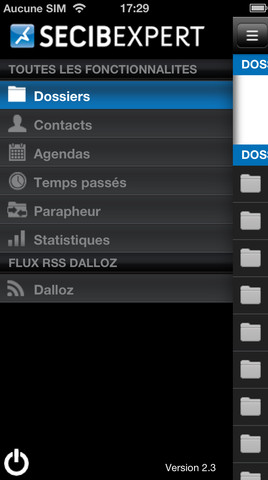 Aucune SIM 17:29
SECIBEXPERT
TOUTES LES FONCTIONNALITES
DOSS
Dossiers
Contacts
Agendas
DOSS
Temps passés
Parapheur
Statistiques
FLUX RSS DALLOZ
Dalloz
Version 2.3